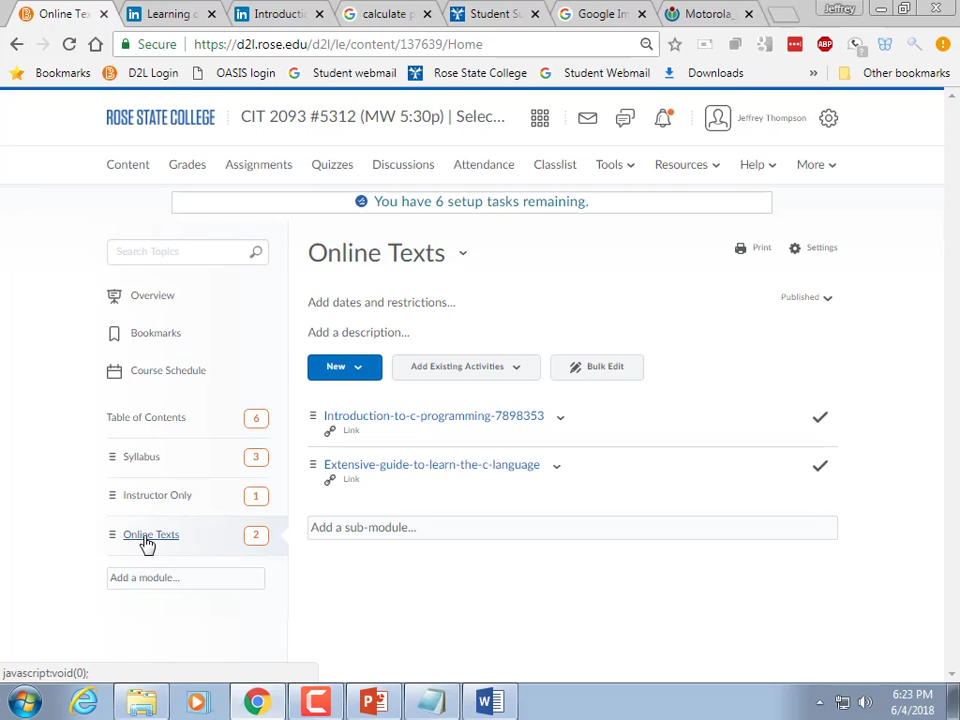 Online Tex
Learning c
Introductio
calculate p
Student Su
Google Im
Motorola_
Jeffrey
Secure https://d2l.rose.edu/d2l/le/content/137639/Home
ABP
Bookmarks D2L Login OASIS login Student webmail Rose State College Student Webmail Downloads » Other bookmarks
ROSE STATE COLLEGE CIT 2093 #5312 (MW 5:30p) | Selec... Jeffrey Thompson
Content Grades Assignments Quizzes Discussions Attendance Classlist Tools Resources Help More
You have 6 setup tasks remaining.
Search Topics
Overview
Bookmarks
Course Schedule
Table of Contents 6
Syllabus 3
Instructor Only 1
Online Texts 2
Add a module...
Online Texts
Print Settings
Add dates and restrictions...
Published
Add a description...
New Add Existing Activities Bulk Edit
Introduction-to-c-programming-7898353
Link
Extensive-guide-to-learn-the-c-language
Link
Add a sub-module...
javascript:void(0);
6:23 PM
6/4/2018